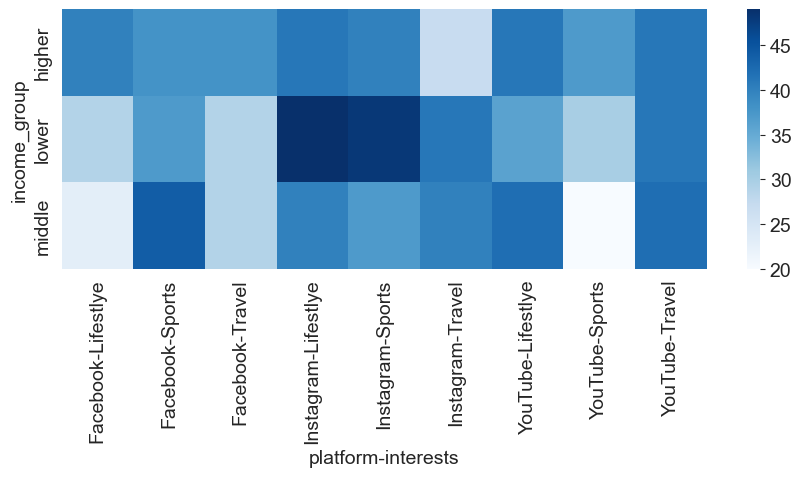 income_group
higher
lower
middle
Facebook-Lifestlye
Facebook-Sports
Facebook-Travel
Instagram-Lifestlye
Instagram-Sports
Instagram-Travel
YouTube-Lifestlye
YouTube-Sports
YouTube-Travel
platform-interests
45
40
35
30
25
20